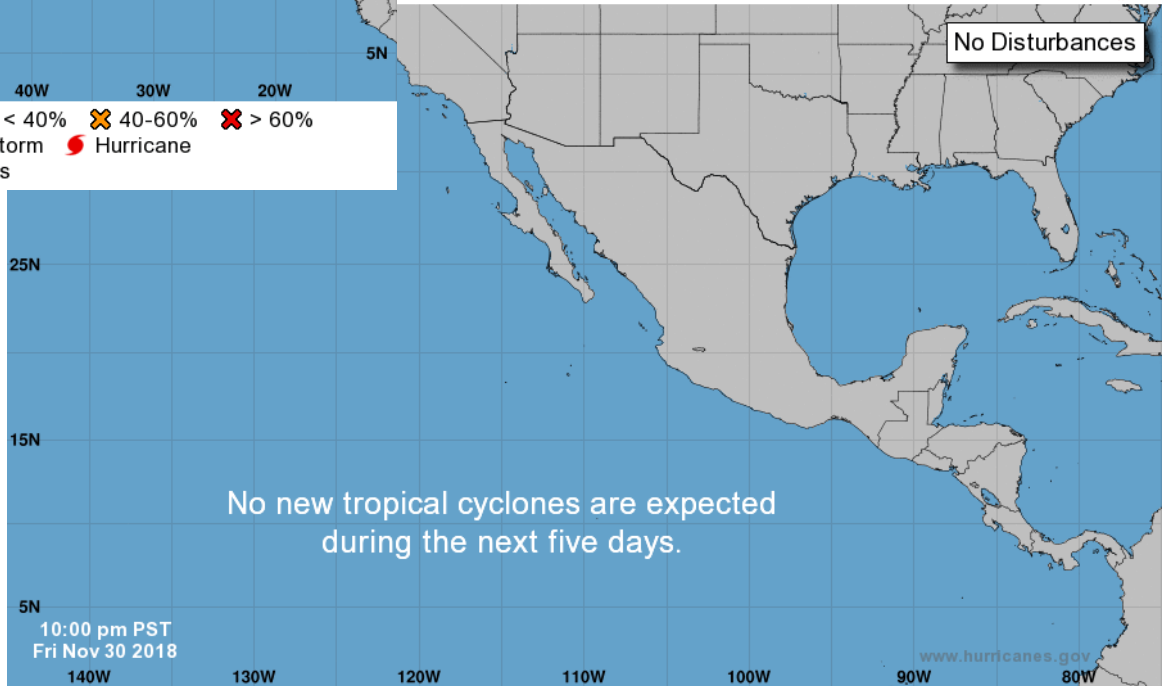 5N
40W 30W 20W
< 40% 40-60% > 60%
torm Hurricane
s
No Disturbances
25N
15N
No new tropical cyclones are expected
during the next five days.
5N
10:00 pm PST
Fri Nov 30 2018
www.hurricanes.gov
140W 130W 120W 110W 100W 90W 80W